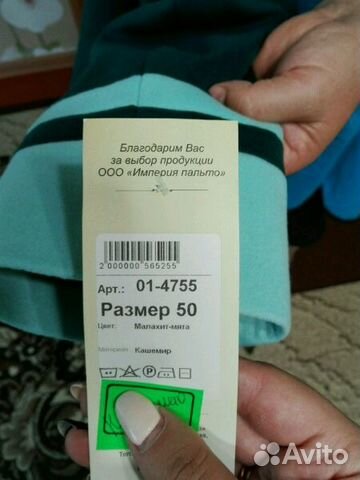 Благодарим Вас
за выбор продукции
ООО «Империя пальто»
2 000000 565255
Арт.: 01-4755
Размер 50
Цвет: Малахит-мята
Материал: Кашемир
Avito